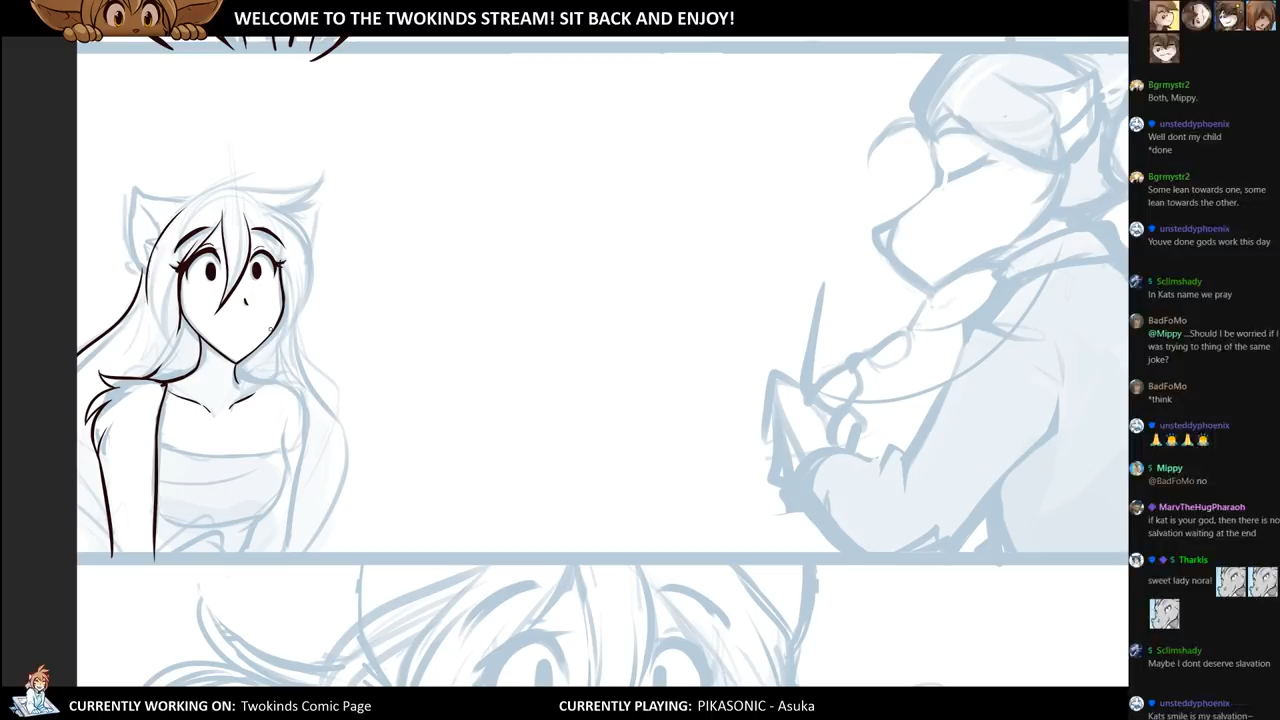 WELCOME TO THE TWOKINDS STREAM! SIT BACK AND ENJOY!
Bgrmystr2
Both, Mippy.
unsteddyphoenix
Well dont my child
*done
Bgrmystr2
Some lean towards one, some
lean towards the other.
unsteddyphoenix
Youve done gods work this day
Sclimshady
In Kats name we pray
BadFoMo
@Mippy ...Should I be worried if I
was trying to thing of the same
joke?
BadFoMo
*think
unsteddyphoenix
Mippy
@BadFoMo no
MarvTheHugPharaoh
if kat is your god, then there is no
salvation waiting at the end
Tharkis
sweet lady nora!
Sclimshady
Maybe I dont deserve slavation
unsteddyphoenix
Kats smile is my salvation~
CURRENTLY WORKING ON: Twokinds Comic Page
CURRENTLY PLAYING: PIKASONIC - Asuka